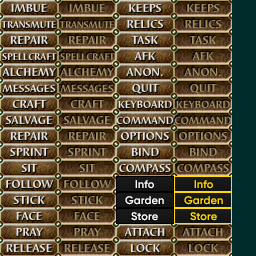 IMBUE IMBUE KEEPS KEEPS
TRANSMUTE TRANSMUTE RELICS RELICS
REPAIR REPAIR TASK TASK
SPELLCRAFT SPELLCRAFT AFK AFK
ALCHEMY ALCHEMY ANON. ANON.
MESSAGES MESSAGES QUIT QUIT
CRAFT CRAFT KEYBOARD KEYBOARD
SALVAGE SALVAGE COMMAND COMMAND
REPAIR REPAIR OPTIONS OPTIONS
SPRINT SPRINT BIND BIND
SIT SIT COMPASS COMPASS
FOLLOW FOLLOW Info Info
STICK STICK Garden Garden
FACE FACE Store Store
PRAY PRAY ATTACH ATTACH
RELEASE RELEASE LOCK LOCK